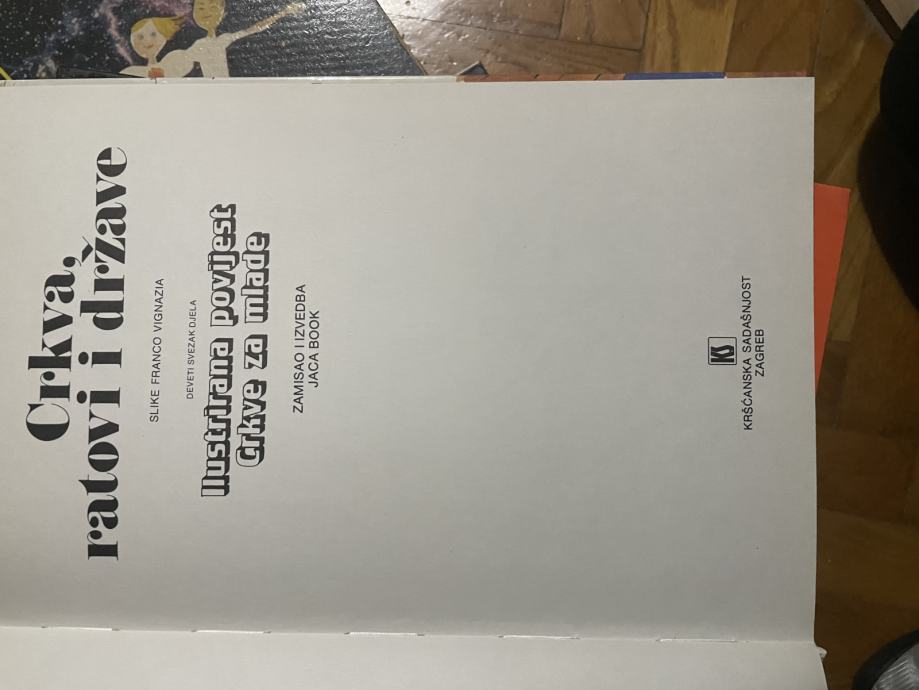 Crkva,
ratovi i države
SLIKE FRANCO VIGNAZIA
DEVETI SVEZAK DJELA
Ilustrirana povijest
Crkve za mlade
ZAMISAO I IZVEDBA
JACA BOOK
KS
KRŠĆANSKA SADAŠNJOST
ZAGREB